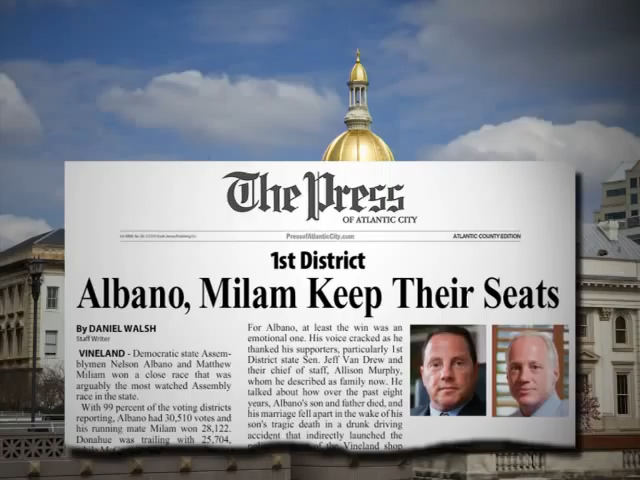 The Press
OF ATLANTIC CITY
PressofAtlanticCity.com
ATLANTIC COUNTY EDITION
1st District
Albano, Milam Keep Their Seats
By DANIEL WALSH
Staff Writer
VINELAND - Democratic state Assem-
blymen Nelson Albano and Matthew
Milam won a close race that was
arguably the most watched Assembly
race in the state.
With 99 percent of the voting districts
reporting, Albano had 30,510 votes and
his running mate Milam won 28,122.
Donahue was trailing with 25,704,
For Albano, at least the win was an
emotional one. His voice cracked as he
thanked his supporters, particularly 1st
District state Sen. Jeff Van Drew and
their chief of staff, Allison Murphy,
whom he described as family now. He
talked about how over the past eight
years, Albano's son and father died, and
his marriage fell apart in the wake of his
son's tragic death in a drunk driving
accident that indirectly launched the
of the Vineland shop